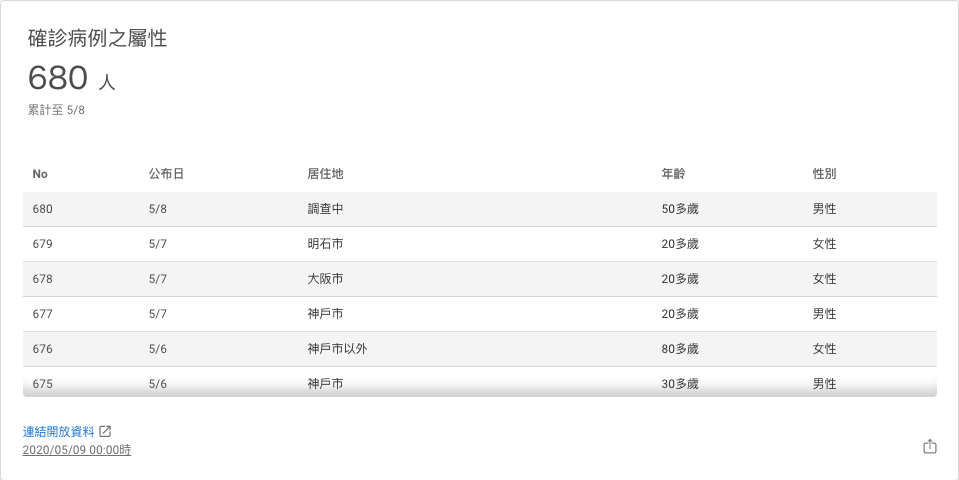 確診病例之屬性
680 人
累計至 5/8
No 公布日 居住地 年齡 性別
680 5/8 調查中 50多歲 男性
679 5/7 明石市 20多歲 女性
678 5/7 大阪市 20多歲 女性
677 5/7 神戶市 20多歲 男性
676 5/6 神戶市以外 80多歲 女性
675 5/6 神戶市 30多歲 男性
連結開放資料
2020/05/09 00:00時